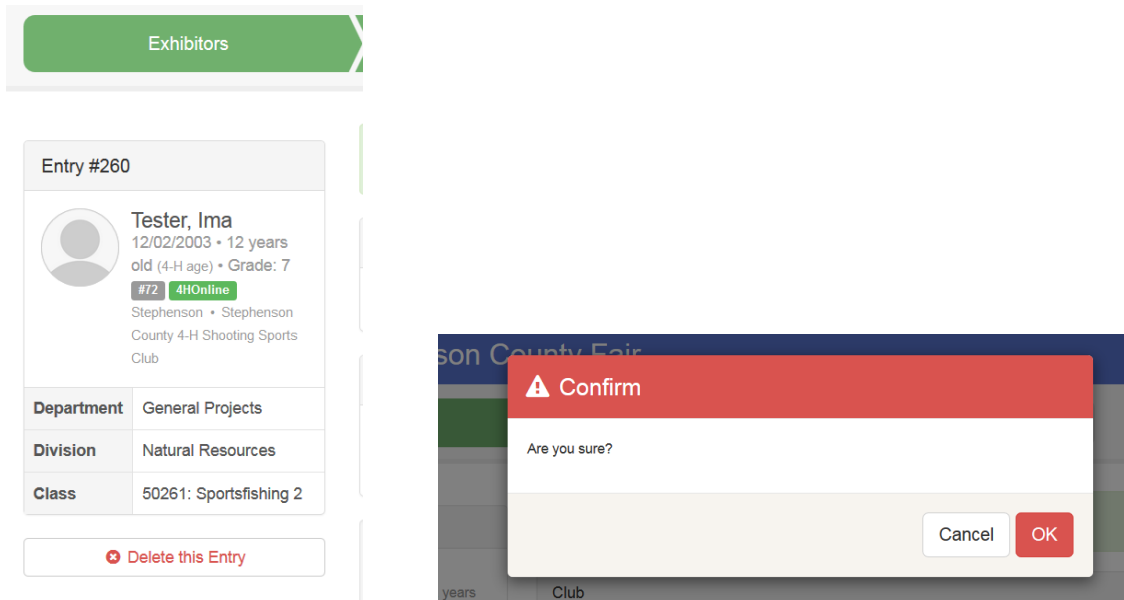 Exhibitors
Entry #260
Tester, Ima
12/02/2003 • 12 years
old (4-H age) • Grade: 7
#72 4HOnline
Stephenson • Stephenson
County 4-H Shooting Sports
Club
Department General Projects
Division Natural Resources
Class 50261: Sportsfishing 2
Delete this Entry
son County Fair
Confirm
Are you sure?
Cancel OK
years Club